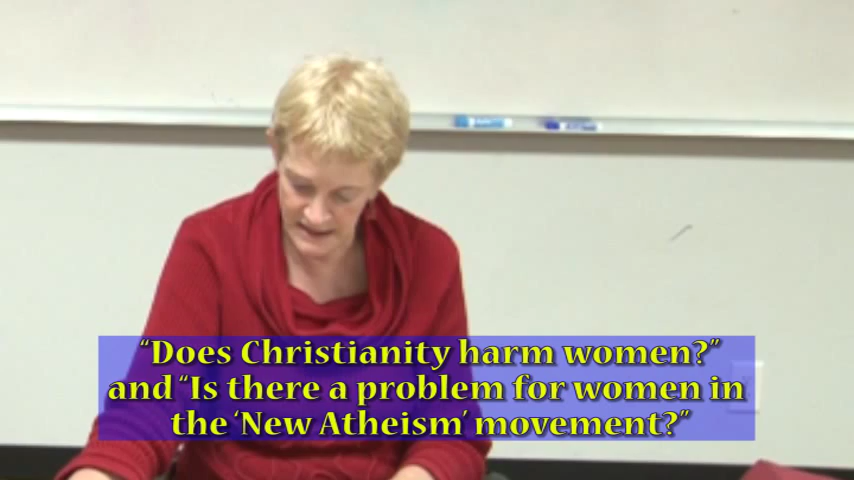 “Does Christianity harm women?”
and “Is there a problem for women in
the ‘New Atheism’ movement?”